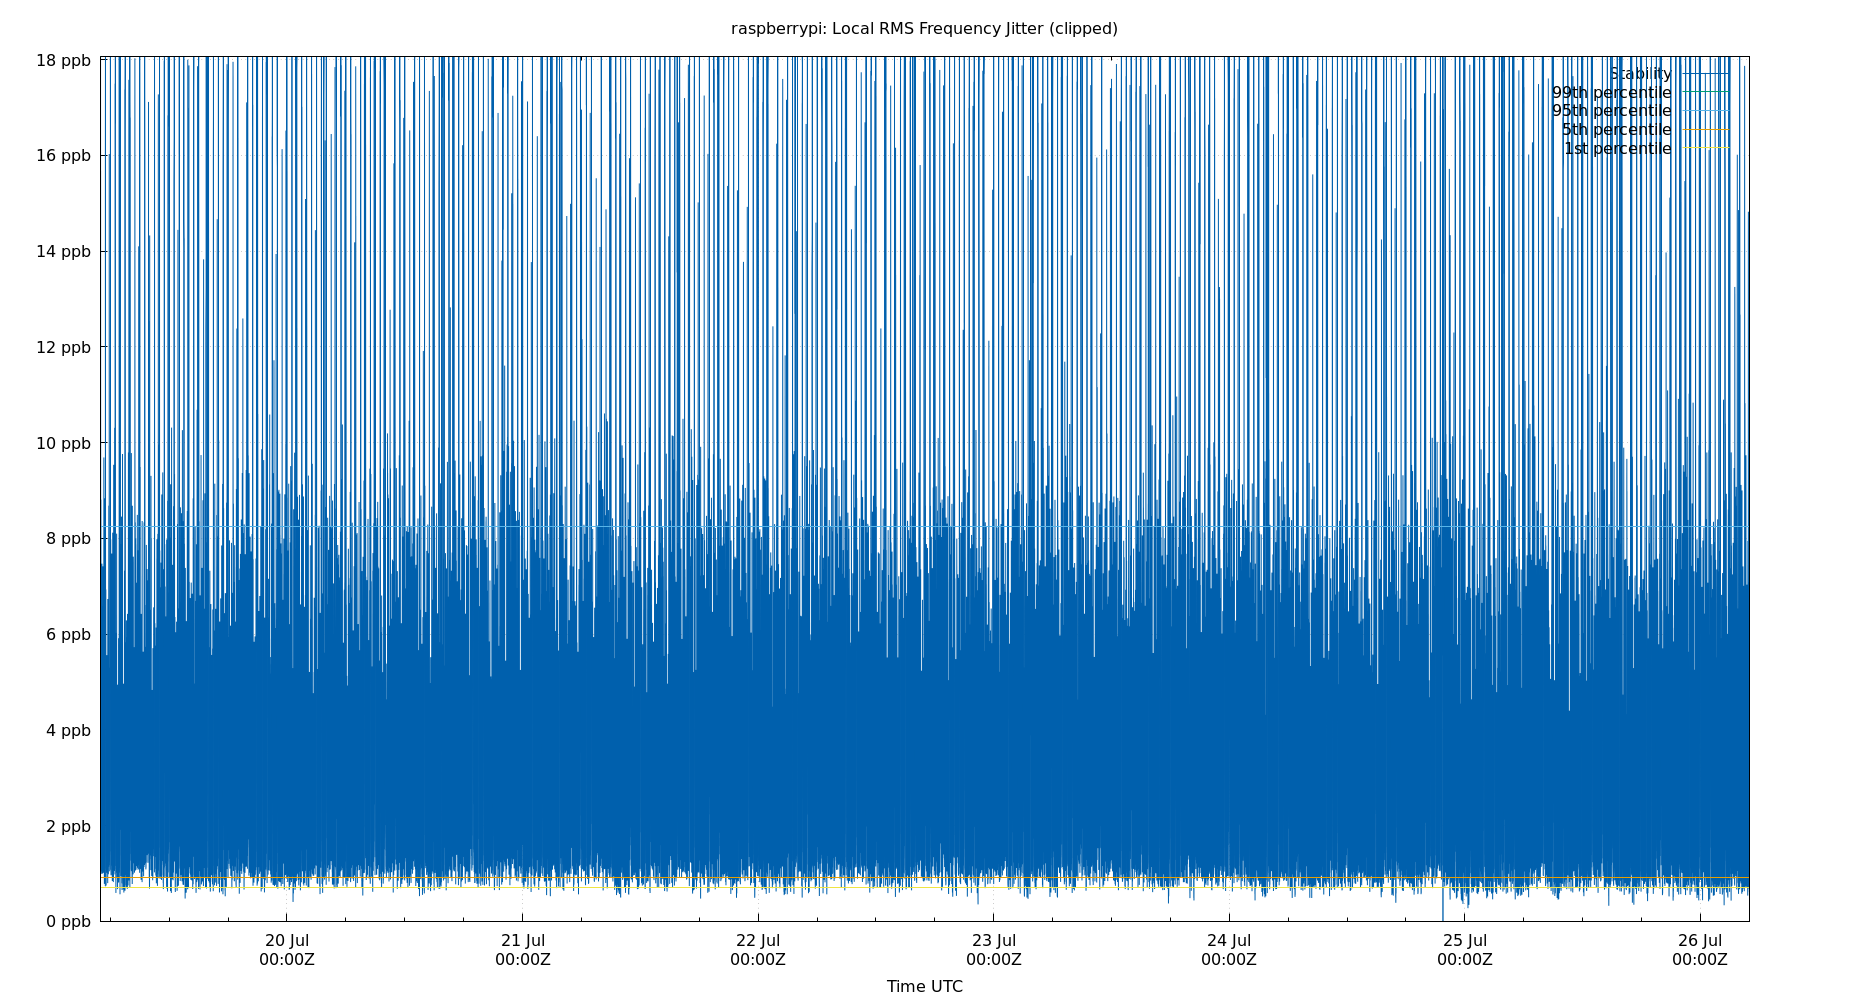 raspberrypi: Local RMS Frequency Jitter (clipped)
18 ppb
16 ppb
14 ppb
12 ppb
10 ppb
8 ppb
6 ppb
4 ppb
2 ppb
0 ppb
Stability
99th percentile
95th percentile
5th percentile
1st percentile
20 Jul
00:00Z
21 Jul
00:00Z
22 Jul
00:00Z
23 Jul
00:00Z
24 Jul
00:00Z
25 Jul
00:00Z
26 Jul
00:00Z
Time UTC